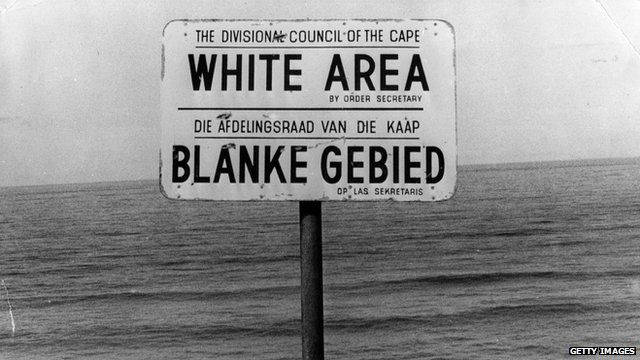 THE DIVISIONAL COUNCIL OF THE CAPE
WHITE AREA
BY ORDER SECRETARY
DIE AFDELINGSRAAD VAN DIE KAAP
BLANKE GEBIED
OP LAS SEKRETARIS
GETTY IMAGES